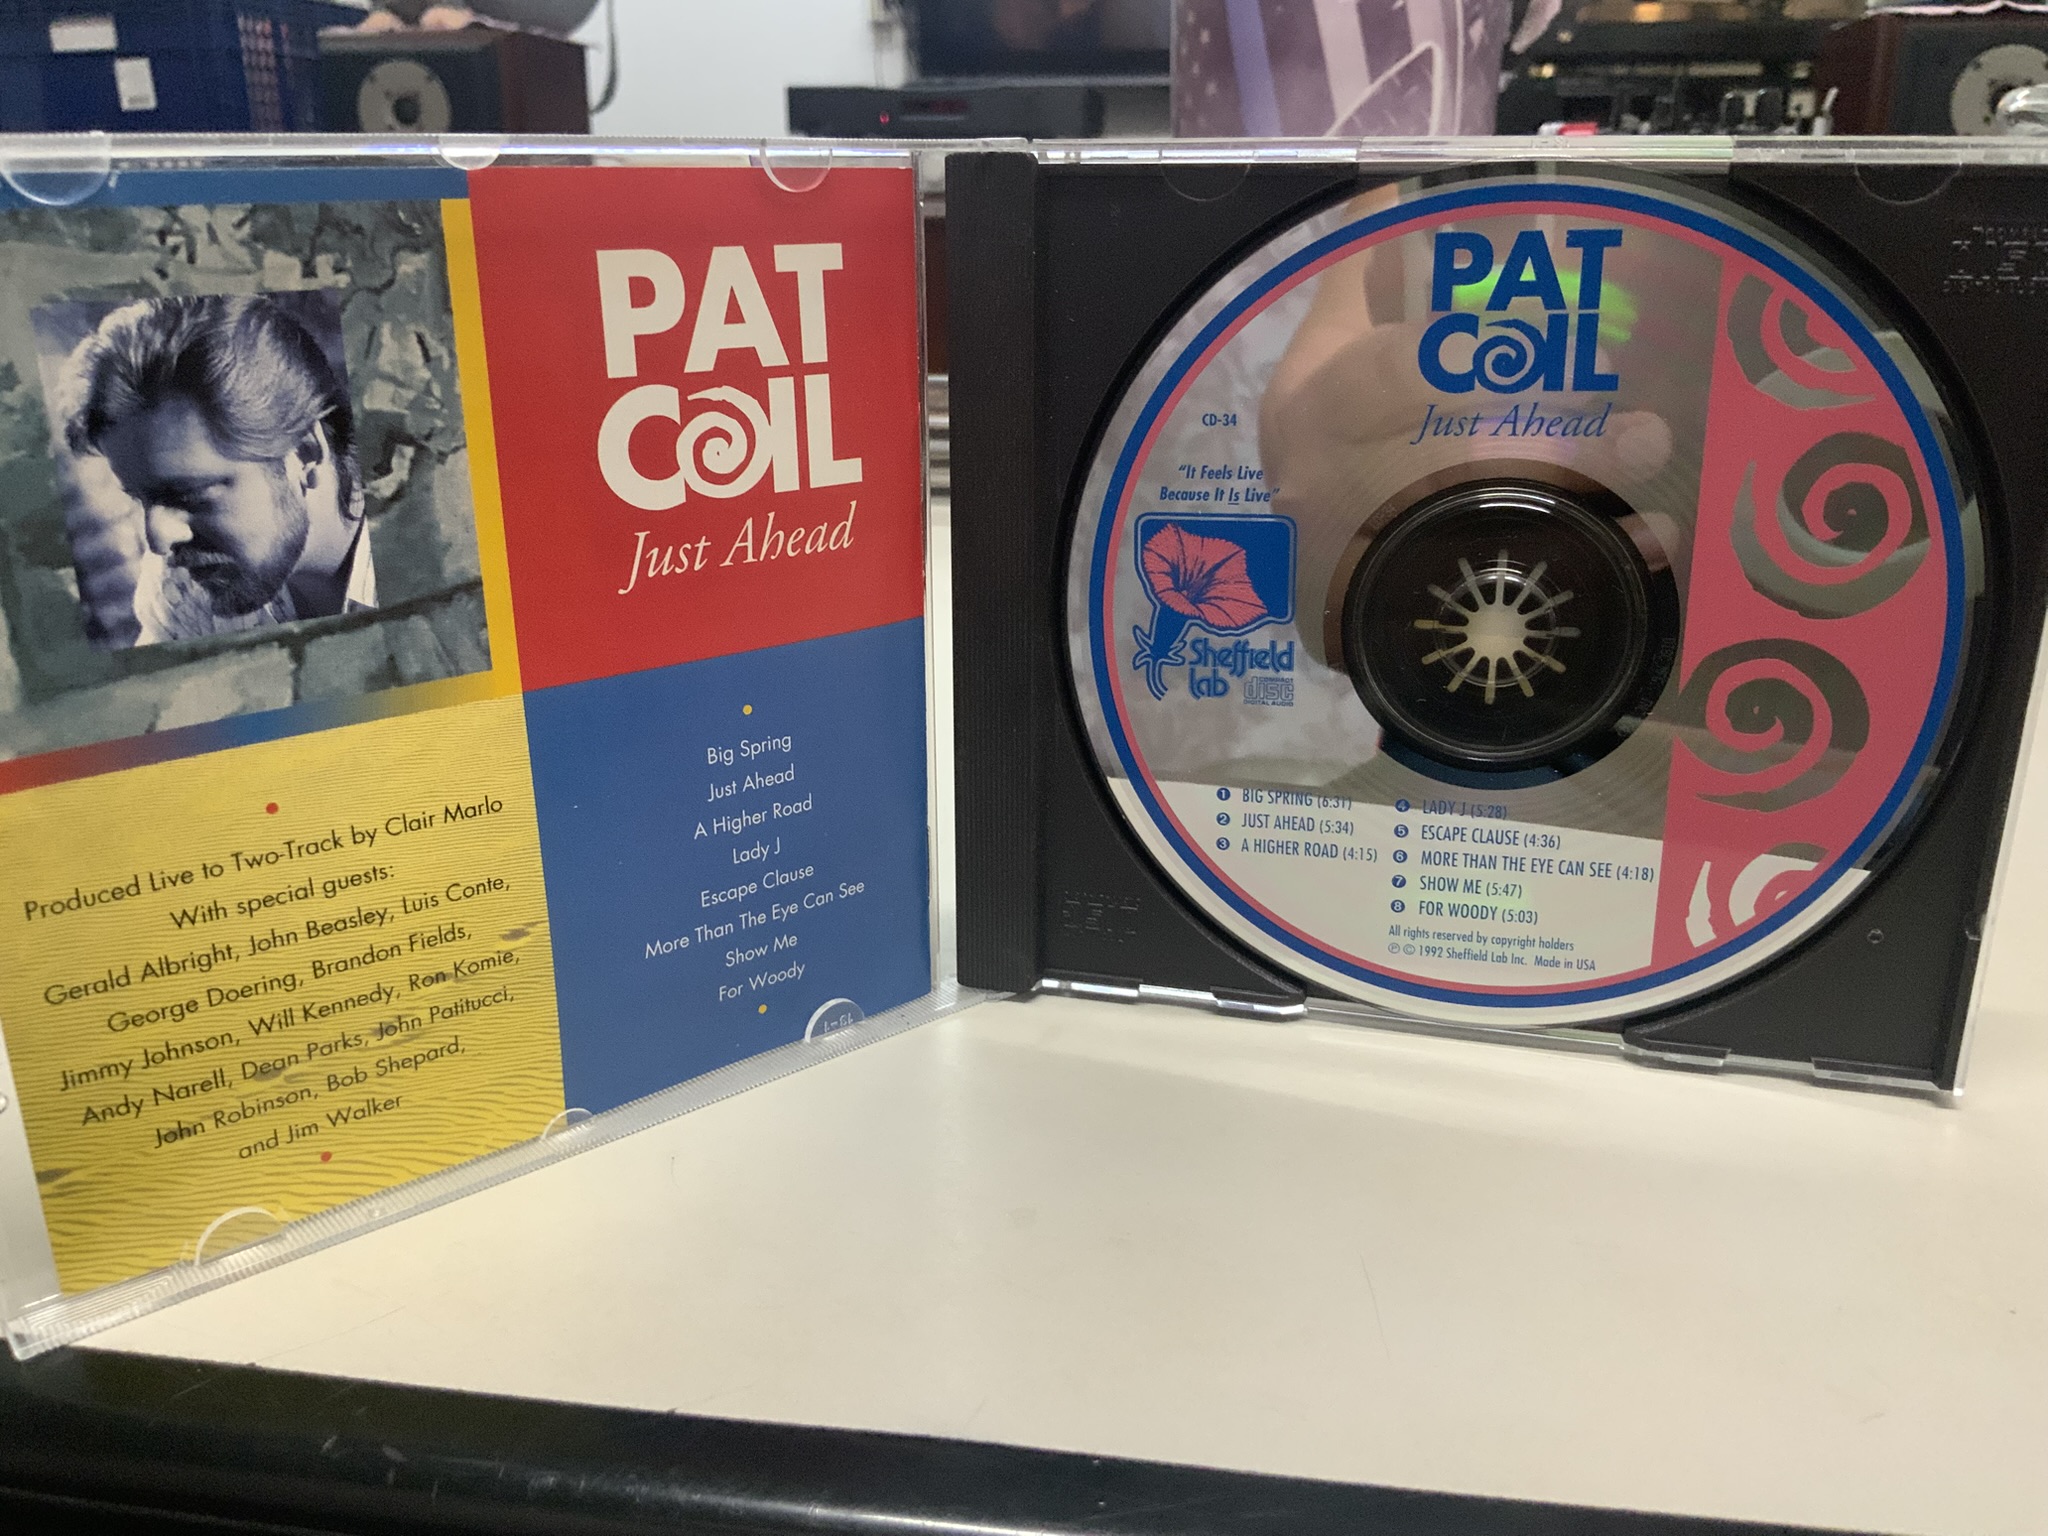 PAT
COIL
Just Ahead
Produced Live to Two-Track by Clair Marlo
With special guests:
Gerald Albright, John Beasley, Luis Conte,
George Doering, Brandon Fields,
Jimmy Johnson, Will Kennedy, Ron Komie,
Andy Narell, Dean Parks, John Patitucci,
John Robinson, Bob Shepard,
and Jim Walker
Big Spring
Just Ahead
A Higher Road
Lady J
Escape Clause
More Than The Eye Can See
Show Me
For Woody
PAT
COIL
Just Ahead
CD-34
"It Feels Live
Because It Is Live"
Sheffield
Lab
COMPACT
disc
DIGITAL AUDIO
1 BIG SPRING (6:31)
2 JUST AHEAD (5:34)
3 A HIGHER ROAD (4:15)
4 LADY J (5:28)
5 ESCAPE CLAUSE (4:36)
6 MORE THAN THE EYE CAN SEE (4:18)
7 SHOW ME (5:47)
8 FOR WOODY (5:03)
All rights reserved by copyright holders
℗ © 1992 Sheffield Lab Inc. Made in USA